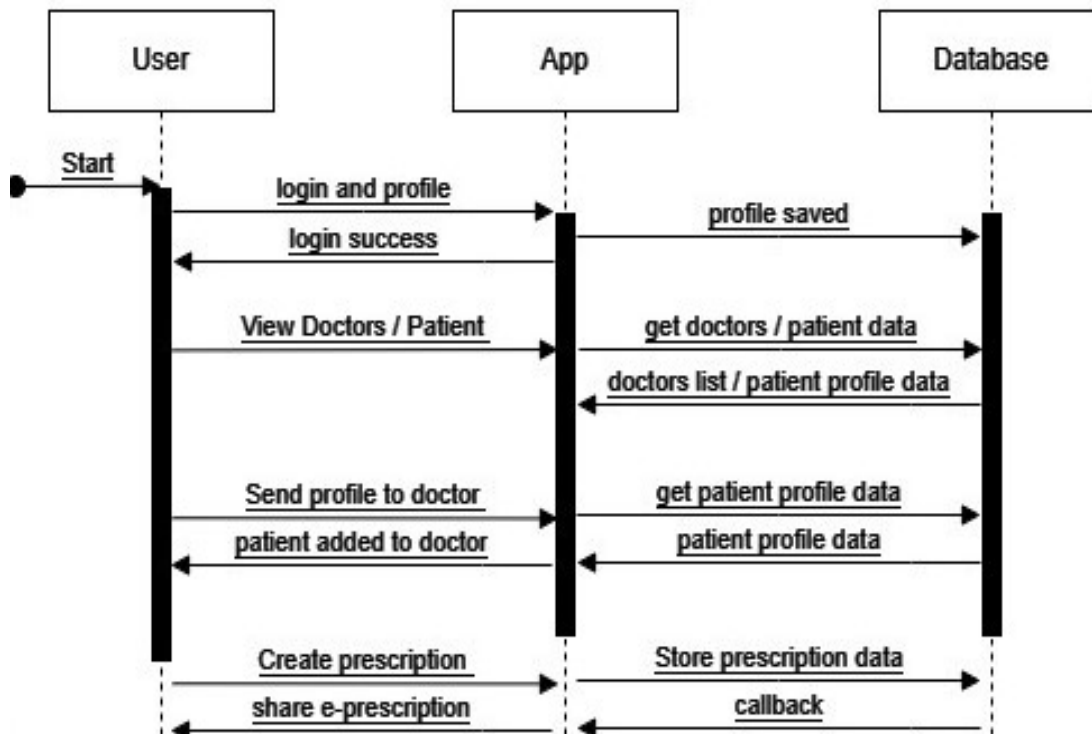 User
App
Database
Start
login and profile
profile saved
login success
View Doctors / Patient
get doctors / patient data
doctors list / patient profile data
Send profile to doctor
get patient profile data
patient added to doctor
patient profile data
Create prescription
Store prescription data
share e-prescription
callback